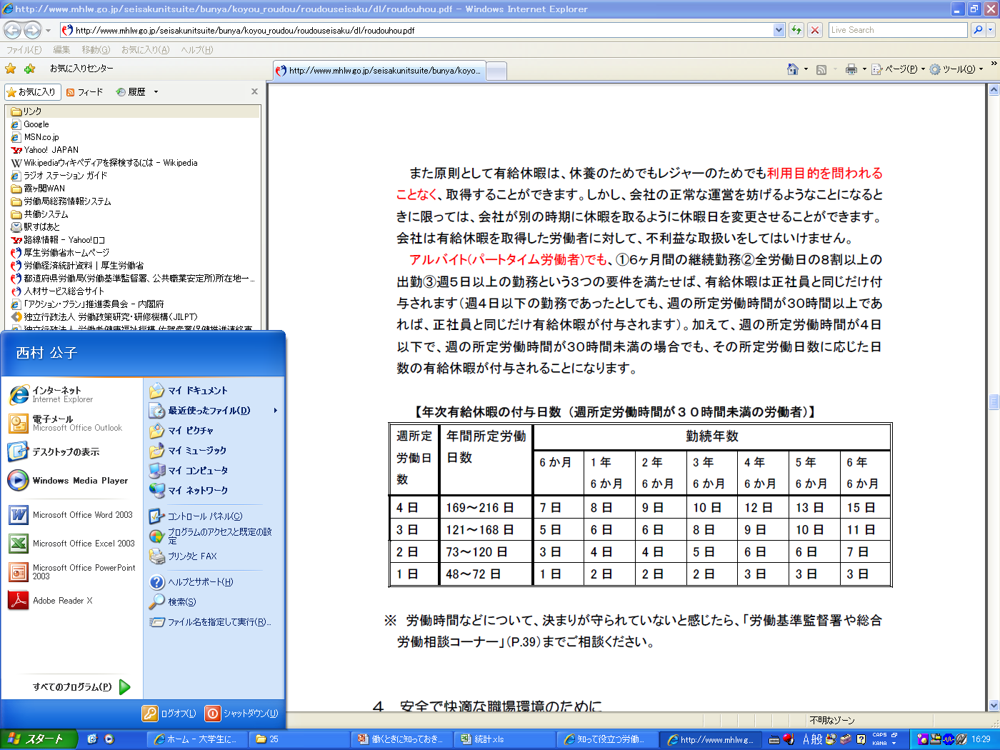 http://www.mhlw.go.jp/seisakunitsuite/bunya/koyou_roudou/roudouseisaku/dl/roudouhou.pdf - Windows Internet Explorer
http://www.mhlw.go.jp/seisakunitsuite/bunya/koyou_roudou/roudouseisaku/dl/roudouhou.pdf
Live Search
ファイル(F) 編集 移動(G) お気に入り(A) ヘルプ(H)
お気に入りセンター
http://www.mhlw.go.jp/seisakunitsuite/bunya/koyo...
ページ(P) ツール(O)
お気に入り フィード 履歴
リンク
Google
MSN.co.jp
Yahoo! JAPAN
Wikipediaウィキペディアを探検するには - Wikipedia
ラジオ ステーション ガイド
霞ヶ関WAN
労働局総務情報システム
共働システム
駅すぱあと
路線情報 - Yahoo!ロコ
厚生労働省ホームページ
労働経済統計資料｜厚生労働省
都道府県労働局(労働基準監督署、公共職業安定所)所在地一...
人材サービス総合サイト
「アクション・プラン」推進委員会 - 内閣府
独立行政法人 労働政策研究・研修機構（JILPT）
西村 公子
インターネット
Internet Explorer
電子メール
Microsoft Office Outlook
デスクトップの表示
Windows Media Player
Microsoft Office Word 2003
Microsoft Office Excel 2003
Microsoft Office PowerPoint
2003
Adobe Reader X
すべてのプログラム(P)
マイ ドキュメント
最近使ったファイル(D)
マイ ピクチャ
マイ ミュージック
マイ コンピュータ
マイ ネットワーク
コントロール パネル(C)
プログラムのアクセスと既定の設
定
プリンタと FAX
ヘルプとサポート(H)
検索(S)
ファイル名を指定して実行(R)...
ログオフ(L) シャットダウン(U)
また原則として有給休暇は、休養のためでもレジャーのためでも利用目的を問われる
ことなく、取得することができます。しかし、会社の正常な運営を妨げるようなことになると
きに限っては、会社が別の時期に休暇を取るように休暇日を変更させることができます。
会社は有給休暇を取得した労働者に対して、不利益な取扱いをしてはいけません。
アルバイト（パートタイム労働者）でも、①６ヶ月間の継続勤務②全労働日の８割以上の
出勤③週５日以上の勤務という３つの要件を満たせば、有給休暇は正社員と同じだけ付
与されます（週４日以下の勤務であったとしても、週の所定労働時間が３０時間以上であ
れば、正社員と同じだけ有給休暇が付与されます）。加えて、週の所定労働時間が４日
以下で、週の所定労働時間が３０時間未満の場合でも、その所定労働日数に応じた日
数の有給休暇が付与されることになります。
【年次有給休暇の付与日数（週所定労働時間が３０時間未満の労働者）】
週所定労働日数 年間所定労働日数 勤続年数
6か月 1年6か月 2年6か月 3年6か月 4年6か月 5年6か月 6年6か月
4日 169～216日 7日 8日 9日 10日 12日 13日 15日
3日 121～168日 5日 6日 6日 8日 9日 10日 11日
2日 73～120日 3日 4日 4日 5日 6日 6日 7日
1日 48～72日 1日 2日 2日 2日 3日 3日 3日
※ 労働時間などについて、決まりが守られていないと感じたら、「労働基準監督署や総合
労働相談コーナー」（P.39）までご相談ください。
４ 安全で快適な職場環境のために
不明なゾーン
スタート ホーム - 大学生に... 25 働くときに知っておき... 統計.xls 知って役立つ労働... http://www.mhlw.g... A 般 CAPS KANA 16:29